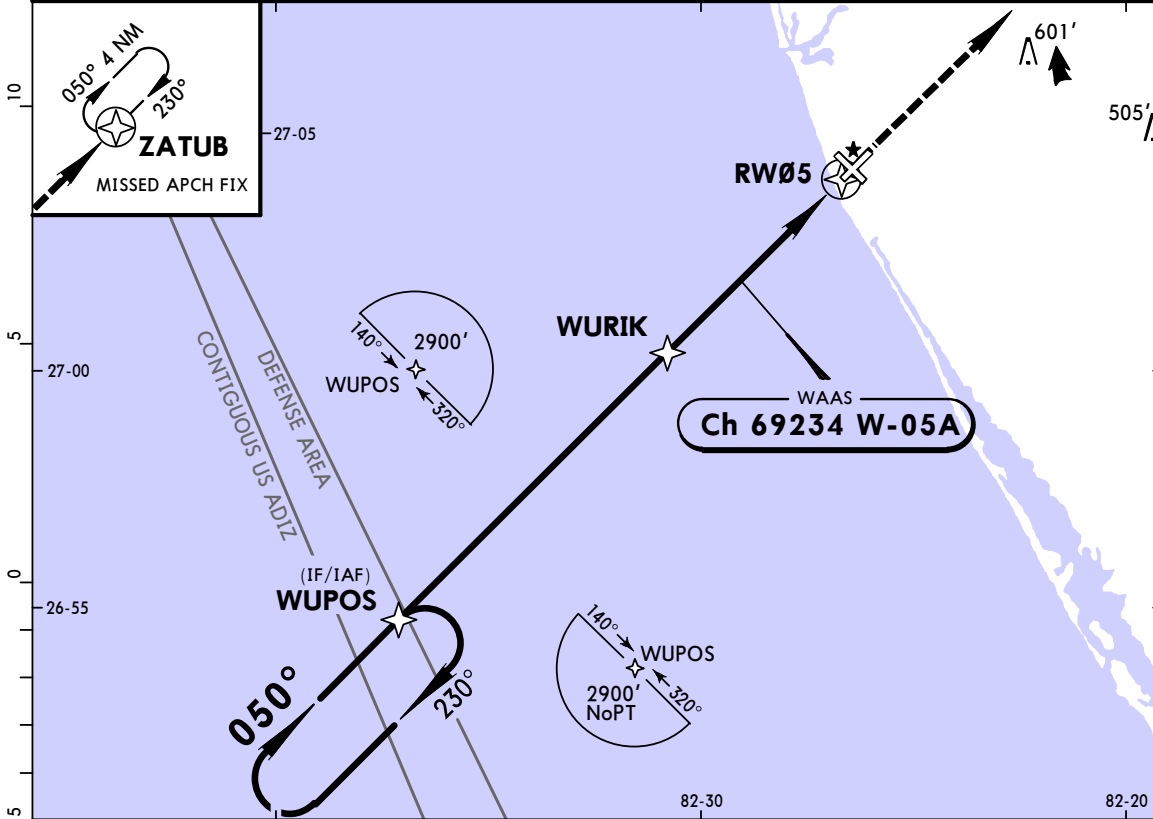 050° 4 NM
230°
ZATUB
MISSED APCH FIX
10
27-05
601'
505'
RWØ5
5
27-00
140°
2900'
WUPOS
320°
WURIK
WAAS
Ch 69234 W-05A
CONTIGUOUS US ADIZ
DEFENSE AREA
0
26-55
(IF/IAF)
WUPOS
140°
WUPOS
320°
2900'
NoPT
050°
230°
5
82-30
82-20